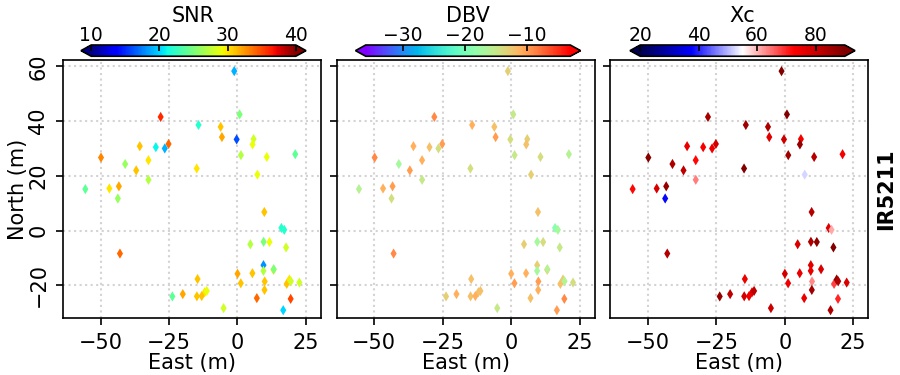 SNR DBV Xc
10 20 30 40 −30 −20 −10 20 40 60 80
60
40
20
0
−20
North (m)
IR5211
−50 −25 0 25 −50 −25 0 25 −50 −25 0 25
East (m) East (m) East (m)